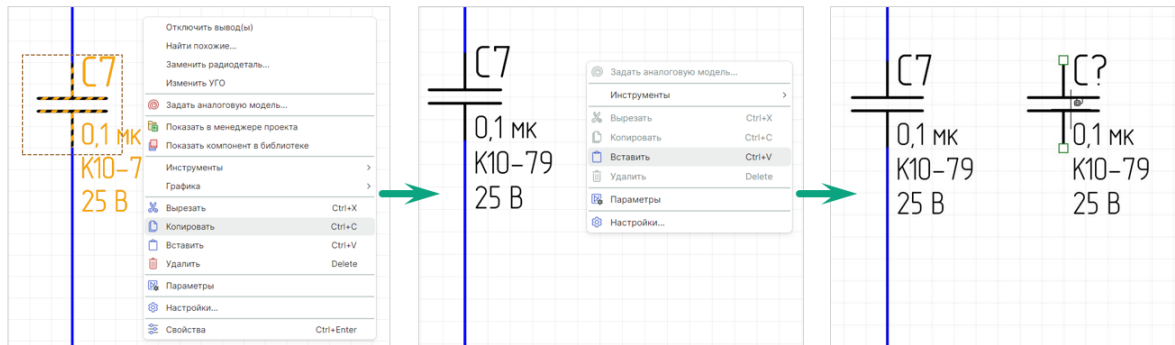 C7
0,1 мк
К10-7
25 В
Отключить вывод(ы)
Найти похожие...
Заменить радиодеталь...
Изменить УГО
Задать аналоговую модель...
Показать в менеджере проекта
Показать компонент в библиотеке
Инструменты >
Графика >
Вырезать Ctrl+X
Копировать Ctrl+C
Вставить Ctrl+V
Удалить Delete
Параметры
Настройки...
Свойства Ctrl+Enter
C7
0,1 мк
К10-79
25 В
Задать аналоговую модель...
Инструменты >
Вырезать Ctrl+X
Копировать Ctrl+C
Вставить Ctrl+V
Удалить Delete
Параметры
Настройки...
C7
0,1 мк
К10-79
25 В
C?
0,1 мк
К10-79
25 В